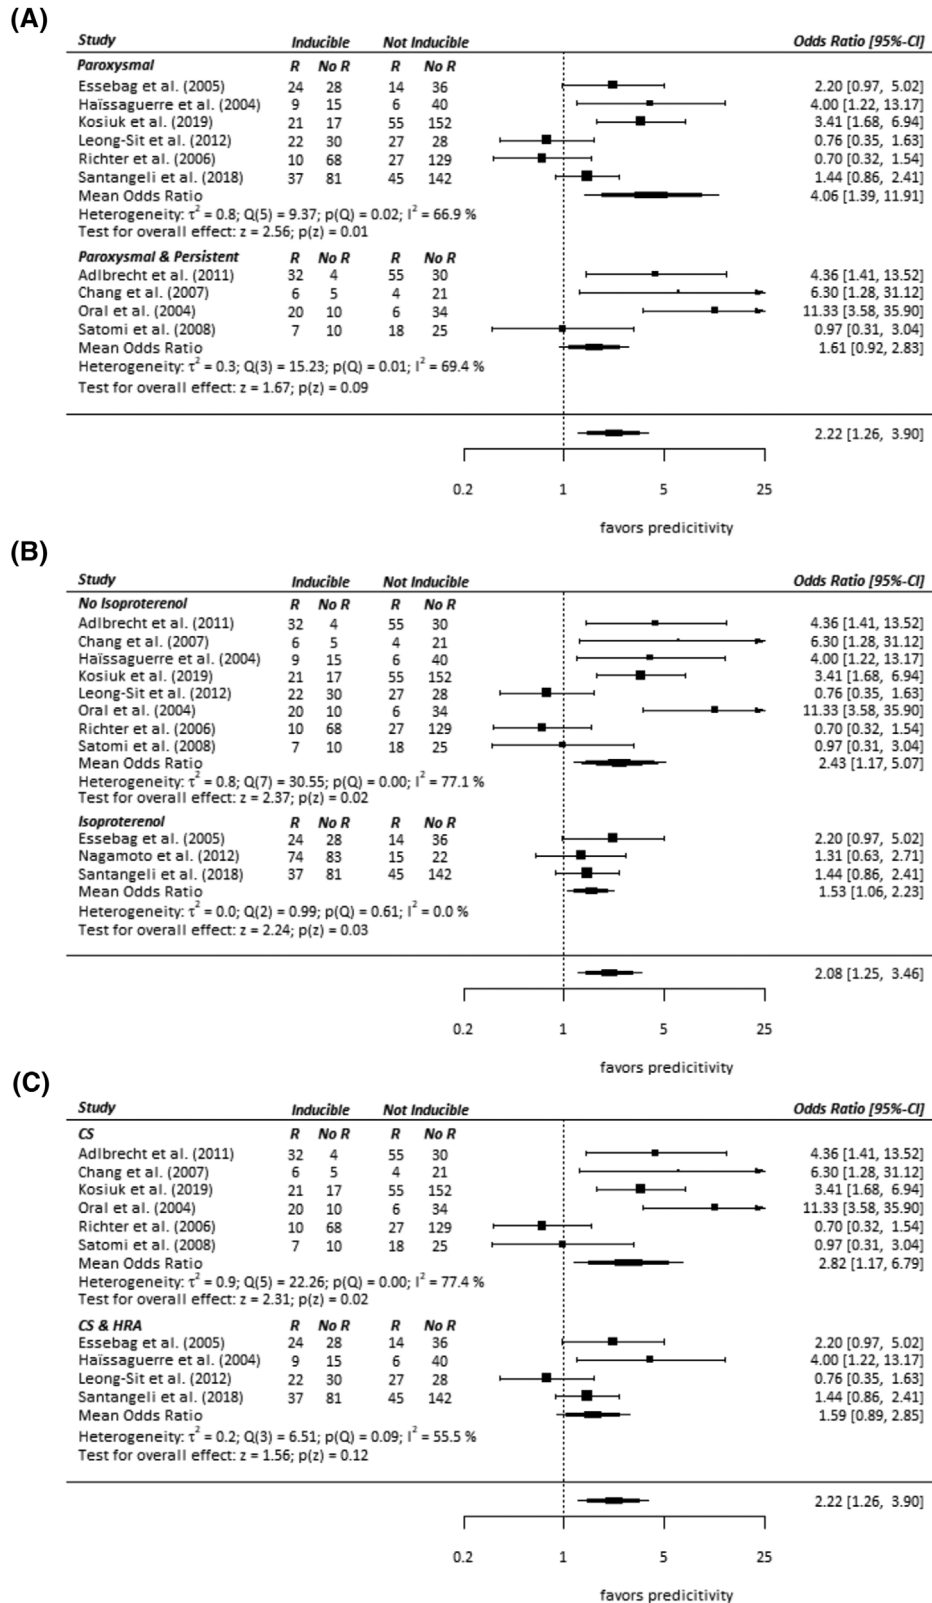 (A)
Study Inducible Not Inducible Odds Ratio [95%-CI]
Paroxysmal R No R R No R
Essebag et al. (2005) 24 28 14 36 2.20 [0.97, 5.02]
Haïssaguerre et al. (2004) 9 15 6 40 4.00 [1.22, 13.17]
Kosiuk et al. (2019) 21 17 55 152 3.41 [1.68, 6.94]
Leong-Sit et al. (2012) 22 30 27 28 0.76 [0.35, 1.63]
Richter et al. (2006) 10 68 27 129 0.70 [0.32, 1.54]
Santangeli et al. (2018) 37 81 45 142 1.44 [0.86, 2.41]
Mean Odds Ratio 4.06 [1.39, 11.91]
Heterogeneity: τ² = 0.8; Q(5) = 9.37; p(Q) = 0.02; I² = 66.9 %
Test for overall effect: z = 2.56; p(z) = 0.01
Paroxysmal & Persistent R No R R No R
Adlbrecht et al. (2011) 32 4 55 30 4.36 [1.41, 13.52]
Chang et al. (2007) 6 5 4 21 6.30 [1.28, 31.12]
Oral et al. (2004) 20 10 6 34 11.33 [3.58, 35.90]
Satomi et al. (2008) 7 10 18 25 0.97 [0.31, 3.04]
Mean Odds Ratio 1.61 [0.92, 2.83]
Heterogeneity: τ² = 0.3; Q(3) = 15.23; p(Q) = 0.01; I² = 69.4 %
Test for overall effect: z = 1.67; p(z) = 0.09
2.22 [1.26, 3.90]
0.2 1 5 25
favors predicitivity
(B)
Study Inducible Not Inducible Odds Ratio [95%-CI]
No Isoproterenol R No R R No R
Adlbrecht et al. (2011) 32 4 55 30 4.36 [1.41, 13.52]
Chang et al. (2007) 6 5 4 21 6.30 [1.28, 31.12]
Haïssaguerre et al. (2004) 9 15 6 40 4.00 [1.22, 13.17]
Kosiuk et al. (2019) 21 17 55 152 3.41 [1.68, 6.94]
Leong-Sit et al. (2012) 22 30 27 28 0.76 [0.35, 1.63]
Oral et al. (2004) 20 10 6 34 11.33 [3.58, 35.90]
Richter et al. (2006) 10 68 27 129 0.70 [0.32, 1.54]
Satomi et al. (2008) 7 10 18 25 0.97 [0.31, 3.04]
Mean Odds Ratio 2.43 [1.17, 5.07]
Heterogeneity: τ² = 0.8; Q(7) = 30.55; p(Q) = 0.00; I² = 77.1 %
Test for overall effect: z = 2.37; p(z) = 0.02
Isoproterenol R No R R No R
Essebag et al. (2005) 24 28 14 36 2.20 [0.97, 5.02]
Nagamoto et al. (2012) 74 83 15 22 1.31 [0.63, 2.71]
Santangeli et al. (2018) 37 81 45 142 1.44 [0.86, 2.41]
Mean Odds Ratio 1.53 [1.06, 2.23]
Heterogeneity: τ² = 0.0; Q(2) = 0.99; p(Q) = 0.61; I² = 0.0 %
Test for overall effect: z = 2.24; p(z) = 0.03
2.08 [1.25, 3.46]
0.2 1 5 25
favors predicitivity
(C)
Study Inducible Not Inducible Odds Ratio [95%-CI]
CS R No R R No R
Adlbrecht et al. (2011) 32 4 55 30 4.36 [1.41, 13.52]
Chang et al. (2007) 6 5 4 21 6.30 [1.28, 31.12]
Kosiuk et al. (2019) 21 17 55 152 3.41 [1.68, 6.94]
Oral et al. (2004) 20 10 6 34 11.33 [3.58, 35.90]
Richter et al. (2006) 10 68 27 129 0.70 [0.32, 1.54]
Satomi et al. (2008) 7 10 18 25 0.97 [0.31, 3.04]
Mean Odds Ratio 2.82 [1.17, 6.79]
Heterogeneity: τ² = 0.9; Q(5) = 22.26; p(Q) = 0.00; I² = 77.4 %
Test for overall effect: z = 2.31; p(z) = 0.02
CS & HRA R No R R No R
Essebag et al. (2005) 24 28 14 36 2.20 [0.97, 5.02]
Haïssaguerre et al. (2004) 9 15 6 40 4.00 [1.22, 13.17]
Leong-Sit et al. (2012) 22 30 27 28 0.76 [0.35, 1.63]
Santangeli et al. (2018) 37 81 45 142 1.44 [0.86, 2.41]
Mean Odds Ratio 1.59 [0.89, 2.85]
Heterogeneity: τ² = 0.2; Q(3) = 6.51; p(Q) = 0.09; I² = 55.5 %
Test for overall effect: z = 1.56; p(z) = 0.12
2.22 [1.26, 3.90]
0.2 1 5 25
favors predicitivity